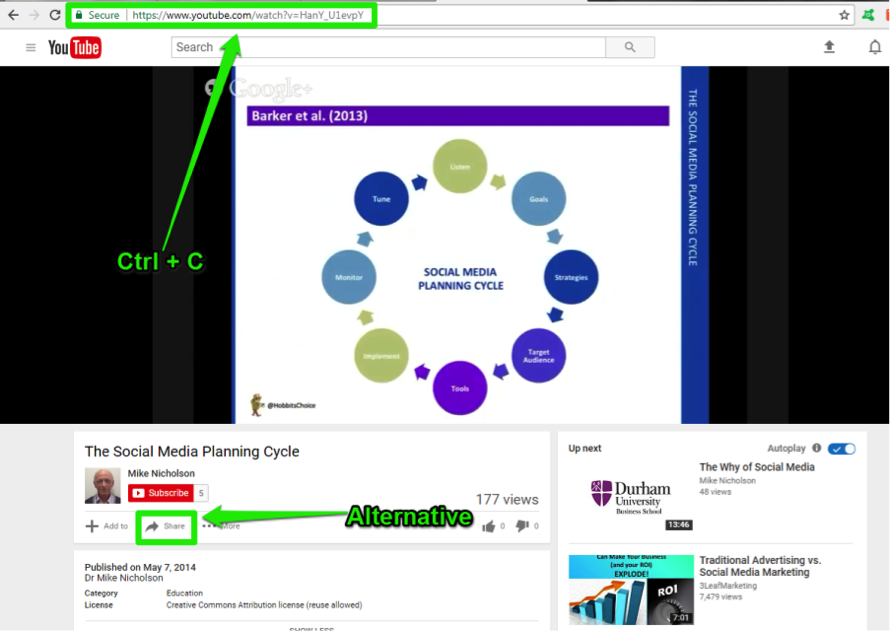 Secure https://www.youtube.com/watch?v=HanY_U1evpY
YouTube
Search
Google+
Barker et al. (2013)
THE SOCIAL MEDIA PLANNING CYCLE
Listen
Tune
Goals
Ctrl + C
Monitor
SOCIAL MEDIA
PLANNING CYCLE
Strategies
Implement
Target
Audience
Tools
@HobbitsChoice
The Social Media Planning Cycle
Mike Nicholson
Subscribe 5
177 views
Add to
Share
More
Alternative
0
0
Published on May 7, 2014
Dr Mike Nicholson
Category Education
License Creative Commons Attribution license (reuse allowed)
SHOW LESS
Up next
Autoplay
Durham
University
Business School
13:46
The Why of Social Media
Mike Nicholson
48 views
Can Make Your Business
(and your ROI)
EXPLODE!
ROI
7:01
Traditional Advertising vs.
Social Media Marketing
3LeafMarketing
7,479 views